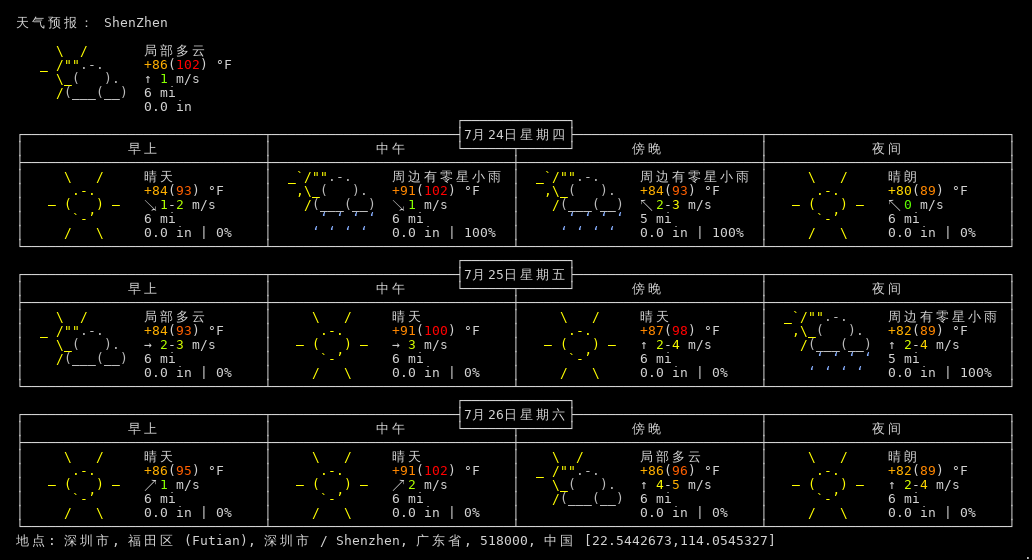 天气预报： ShenZhen
局部多云
+86(102) °F
↑ 1 m/s
6 mi
0.0 in
7月24日星期四
早上 中午 傍晚 夜间
晴天 周边有零星小雨 周边有零星小雨 晴朗
+84(93) °F +91(102) °F +84(93) °F +80(89) °F
↘ 1-2 m/s ↘ 1 m/s ↖ 2-3 m/s ↖ 0 m/s
6 mi 6 mi 5 mi 6 mi
0.0 in | 0% 0.0 in | 100% 0.0 in | 100% 0.0 in | 0%
7月25日星期五
早上 中午 傍晚 夜间
局部多云 晴天 晴天 周边有零星小雨
+84(93) °F +91(100) °F +87(98) °F +82(89) °F
→ 2-3 m/s → 3 m/s ↑ 2-4 m/s ↑ 2-4 m/s
6 mi 6 mi 6 mi 5 mi
0.0 in | 0% 0.0 in | 0% 0.0 in | 0% 0.0 in | 100%
7月26日星期六
早上 中午 傍晚 夜间
晴天 晴天 局部多云 晴朗
+86(95) °F +91(102) °F +86(96) °F +82(89) °F
↗ 1 m/s ↗ 2 m/s ↑ 4-5 m/s ↑ 2-4 m/s
6 mi 6 mi 6 mi 6 mi
0.0 in | 0% 0.0 in | 0% 0.0 in | 0% 0.0 in | 0%
地点: 深圳市, 福田区 (Futian), 深圳市 / Shenzhen, 广东省, 518000, 中国 [22.5442673,114.0545327]